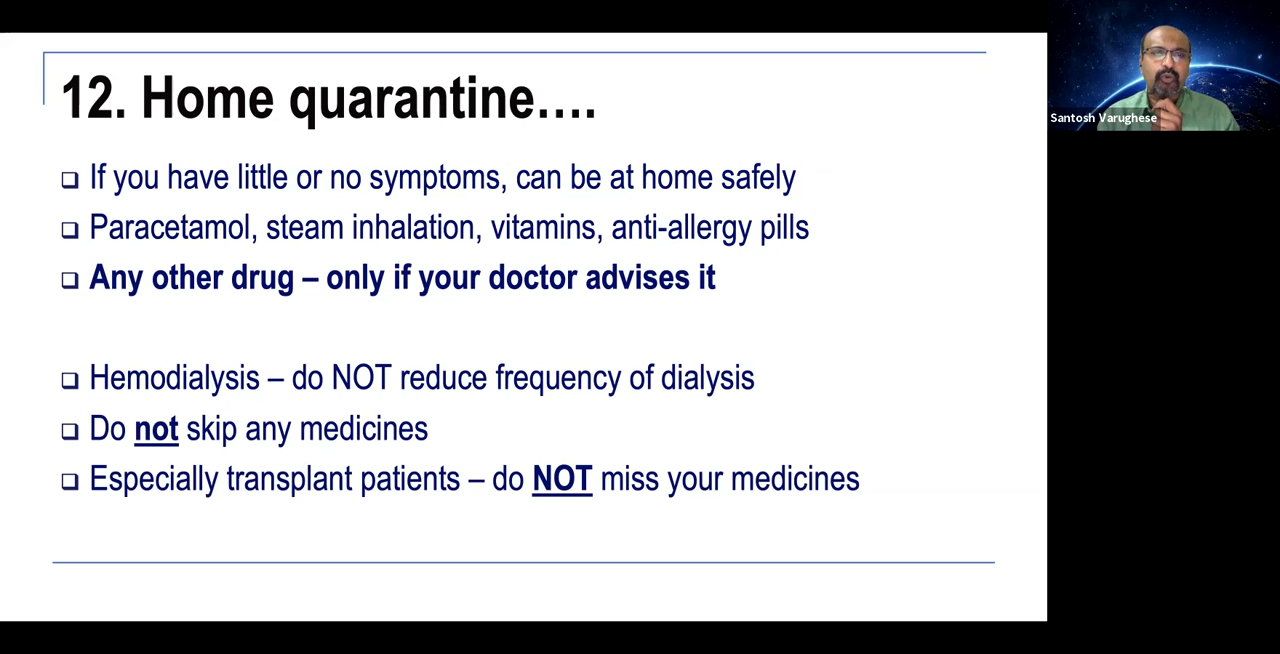 12. Home quarantine….
If you have little or no symptoms, can be at home safely
Paracetamol, steam inhalation, vitamins, anti-allergy pills
Any other drug – only if your doctor advises it
Hemodialysis – do NOT reduce frequency of dialysis
Do not skip any medicines
Especially transplant patients – do NOT miss your medicines
Santosh Varughese